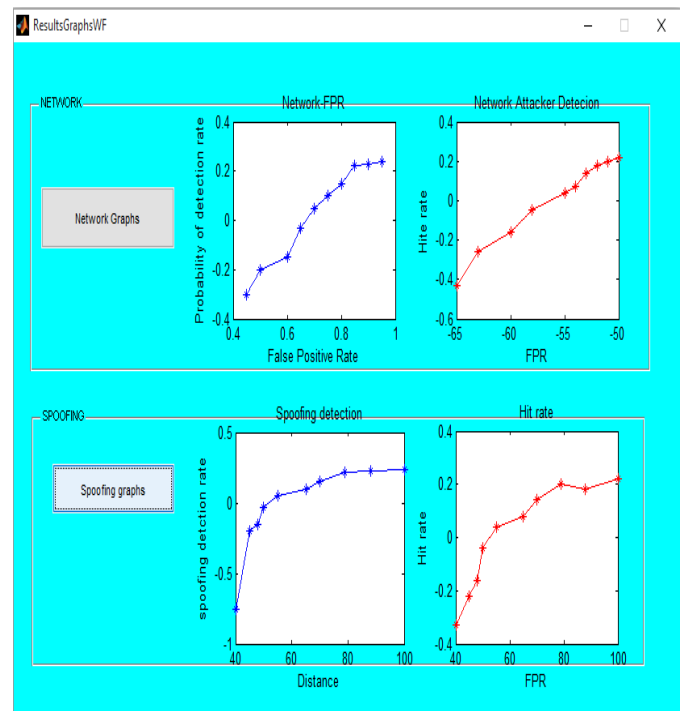 ResultsGraphsWF
NETWORK
Network Graphs
Network-FPR
Probability of detection rate
0.4
0.2
0
-0.2
-0.4
0.4 0.6 0.8 1
False Positive Rate
Network Attacker Detecion
Hite rate
0.4
0.2
0
-0.2
-0.4
-0.6
-65 -60 -55 -50
FPR
SPOOFING
Spoofing graphs
Spoofing detection
spoofing detction rate
0.5
0
-0.5
-1
40 60 80 100
Distance
Hit rate
Hit rate
0.4
0.2
0
-0.2
-0.4
40 60 80 100
FPR